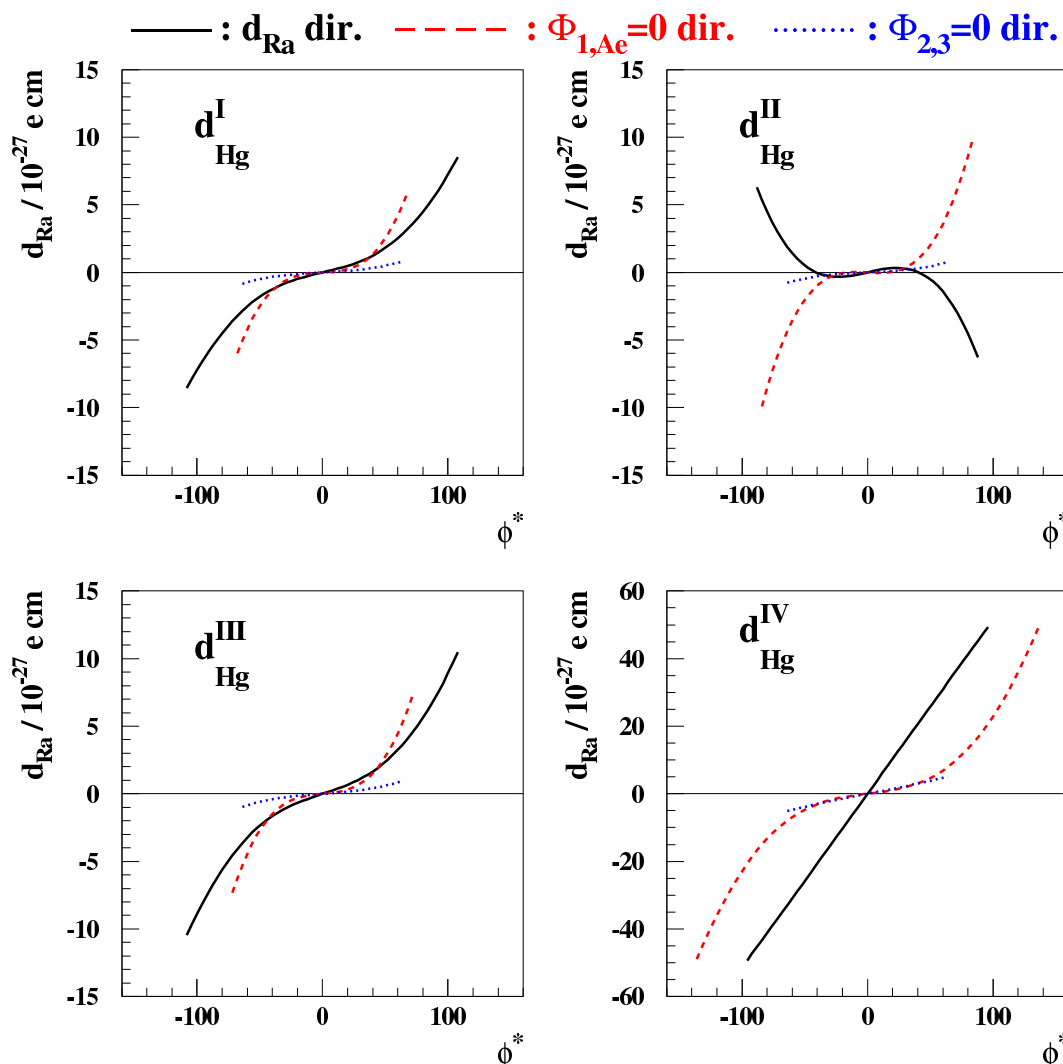 : d_Ra dir. : Φ_1,Ae=0 dir. : Φ_2,3=0 dir.
d_Ra / 10^-27 e cm
d^I_Hg
15
10
5
0
-5
-10
-15
-100 0 100
ϕ*
d_Ra / 10^-27 e cm
d^II_Hg
15
10
5
0
-5
-10
-15
-100 0 100
ϕ*
d_Ra / 10^-27 e cm
d^III_Hg
15
10
5
0
-5
-10
-15
-100 0 100
ϕ*
d_Ra / 10^-27 e cm
d^IV_Hg
60
40
20
0
-20
-40
-60
-100 0 100
ϕ*